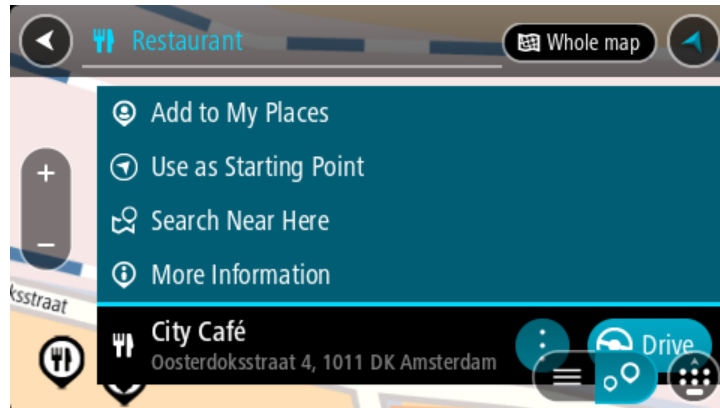 Restaurant
Whole map
Add to My Places
Use as Starting Point
Search Near Here
More Information
ksstraat
City Café
Drive
Oosterdoksstraat 4, 1011 DK Amsterdam